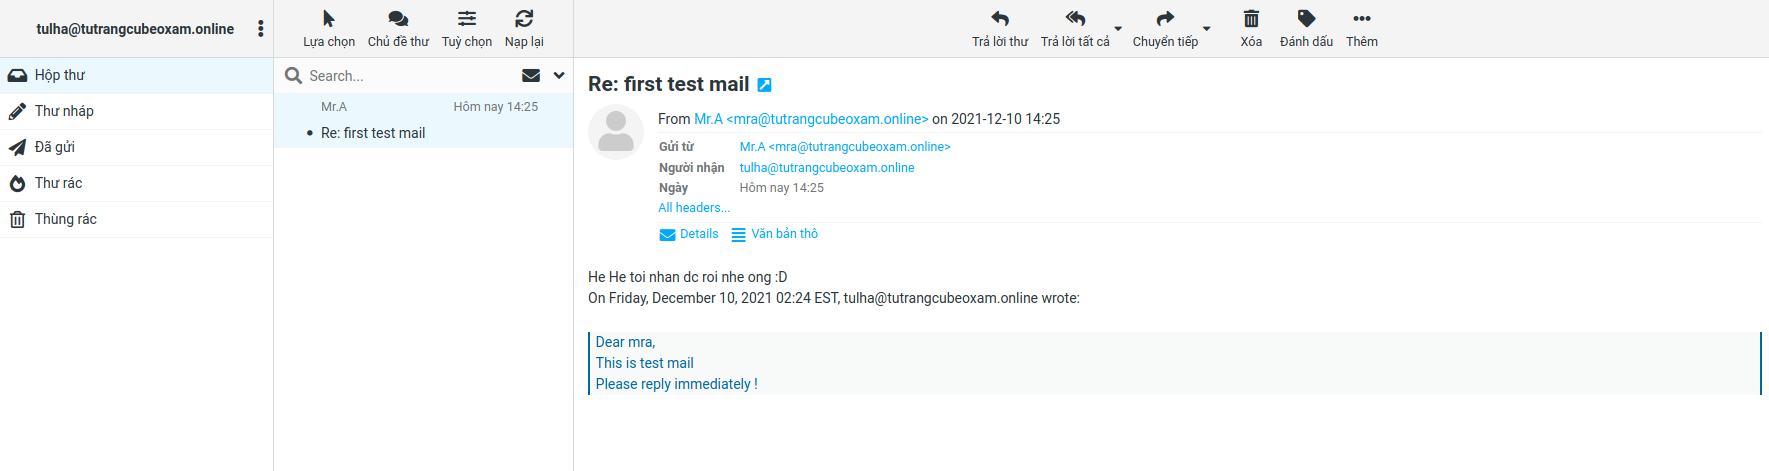 tulha@tutrangcubeoxam.online
Lựa chọn Chủ đề thư Tuỳ chọn Nạp lại
Trả lời thư Trả lời tất cả Chuyển tiếp Xóa Đánh dấu Thêm
Hộp thư
Thư nháp
Đã gửi
Thư rác
Thùng rác
Search...
Mr.A Hôm nay 14:25
Re: first test mail
Re: first test mail
From Mr.A <mra@tutrangcubeoxam.online> on 2021-12-10 14:25
Gửi từ Mr.A <mra@tutrangcubeoxam.online>
Người nhận tulha@tutrangcubeoxam.online
Ngày Hôm nay 14:25
All headers...
Details Văn bản thô
He He toi nhan dc roi nhe ong :D
On Friday, December 10, 2021 02:24 EST, tulha@tutrangcubeoxam.online wrote:
Dear mra,
This is test mail
Please reply immediately !